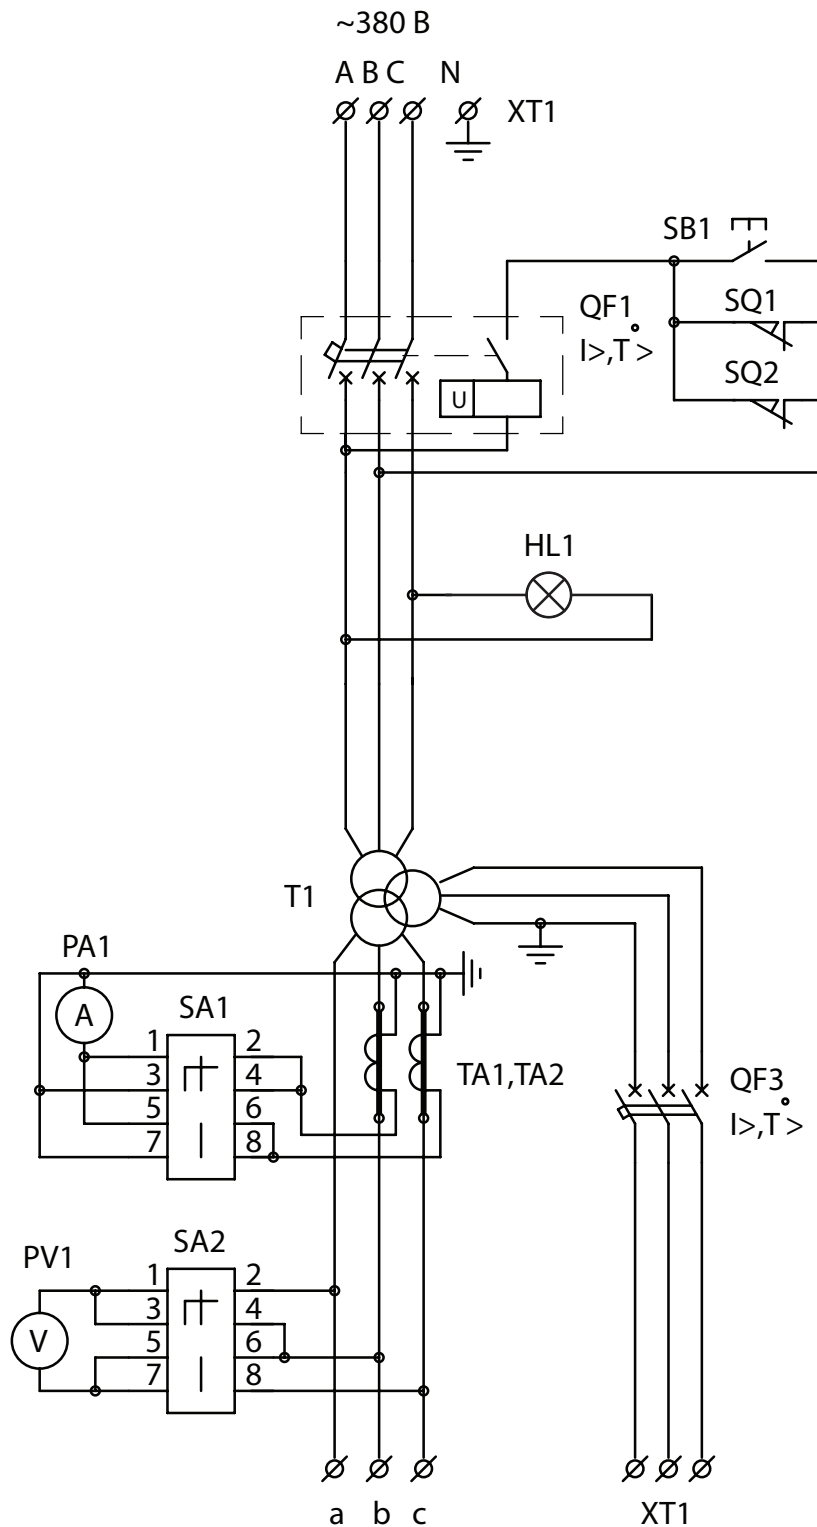 ~380 В
A B C N
XT1
SB1
QF1
I>,T°>
SQ1
SQ2
U
HL1
T1
PA1
A
SA1
1 2
3 4
5 6
7 8
TA1,TA2
QF3
I>,T°>
PV1
V
SA2
1 2
3 4
5 6
7 8
a b c
XT1